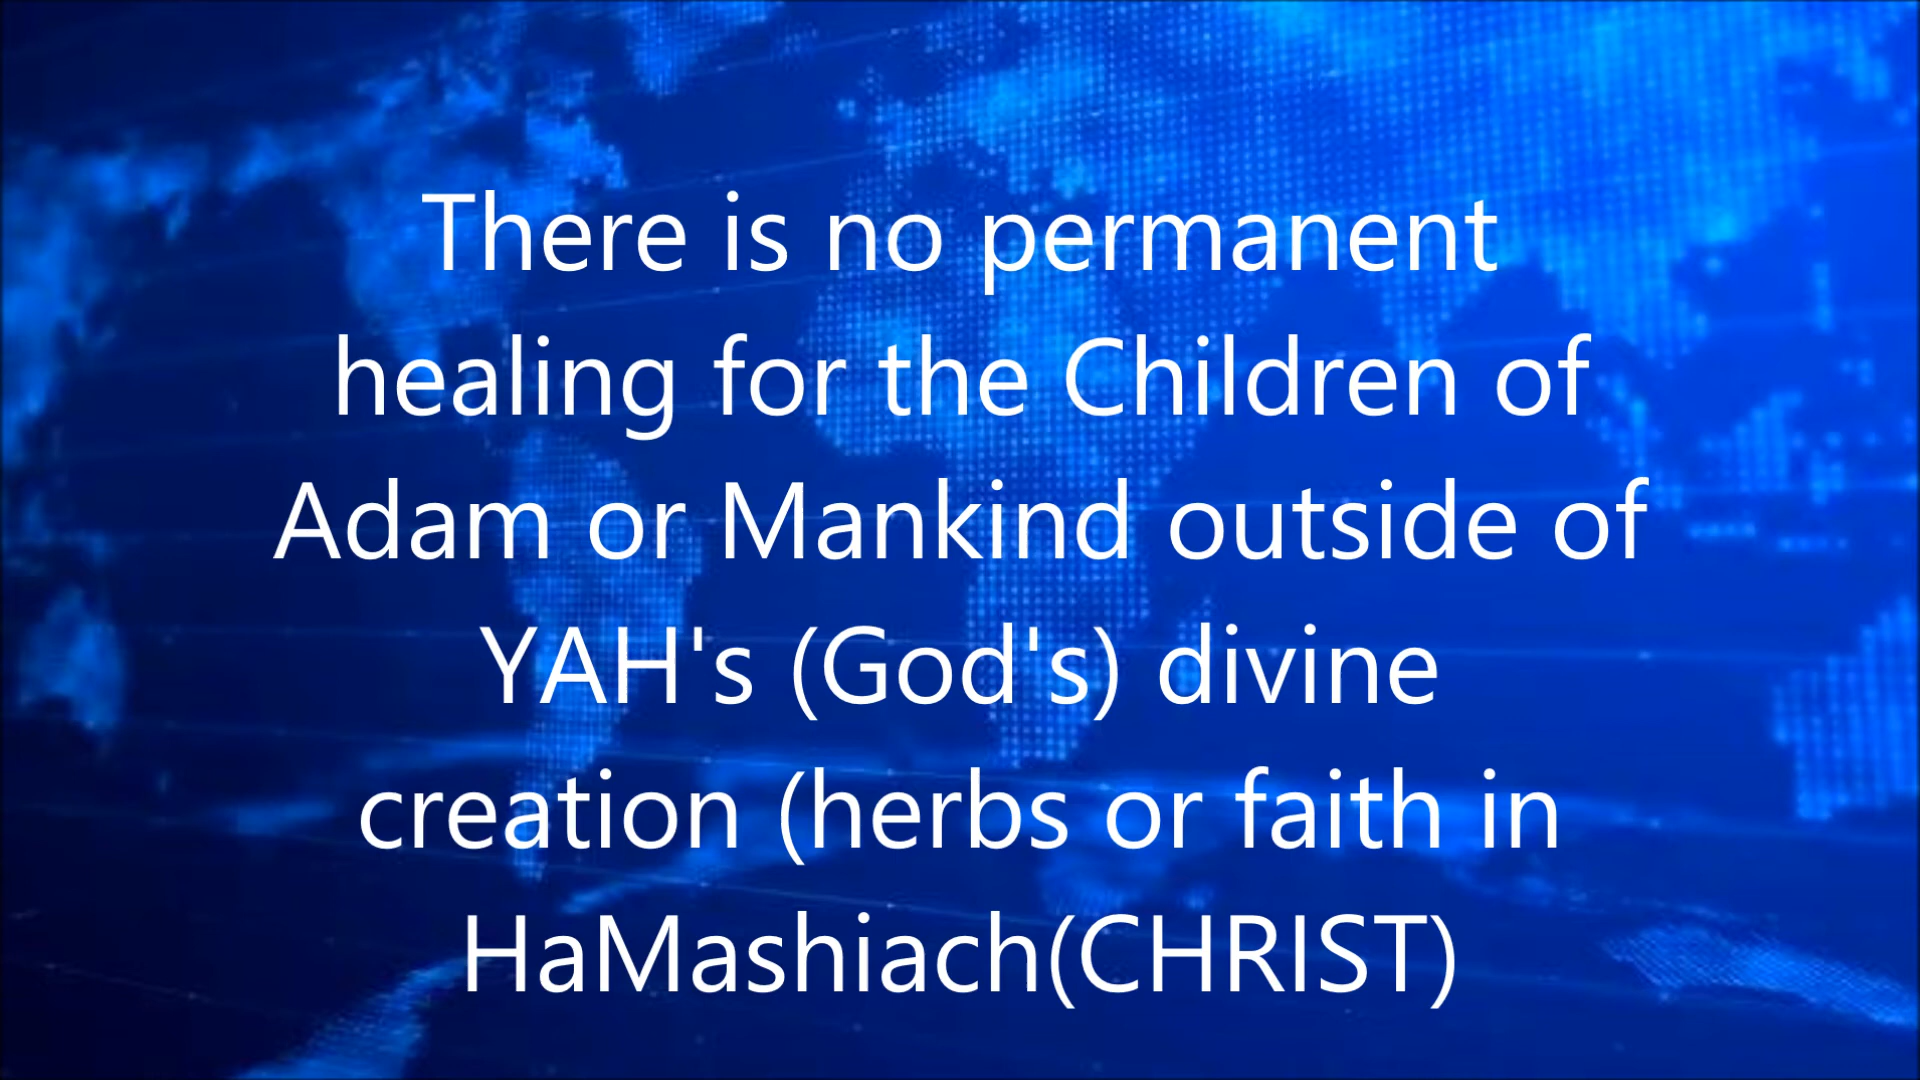 There is no permanent
healing for the Children of
Adam or Mankind outside of
YAH's (God's) divine
creation (herbs or faith in
HaMashiach(CHRIST)